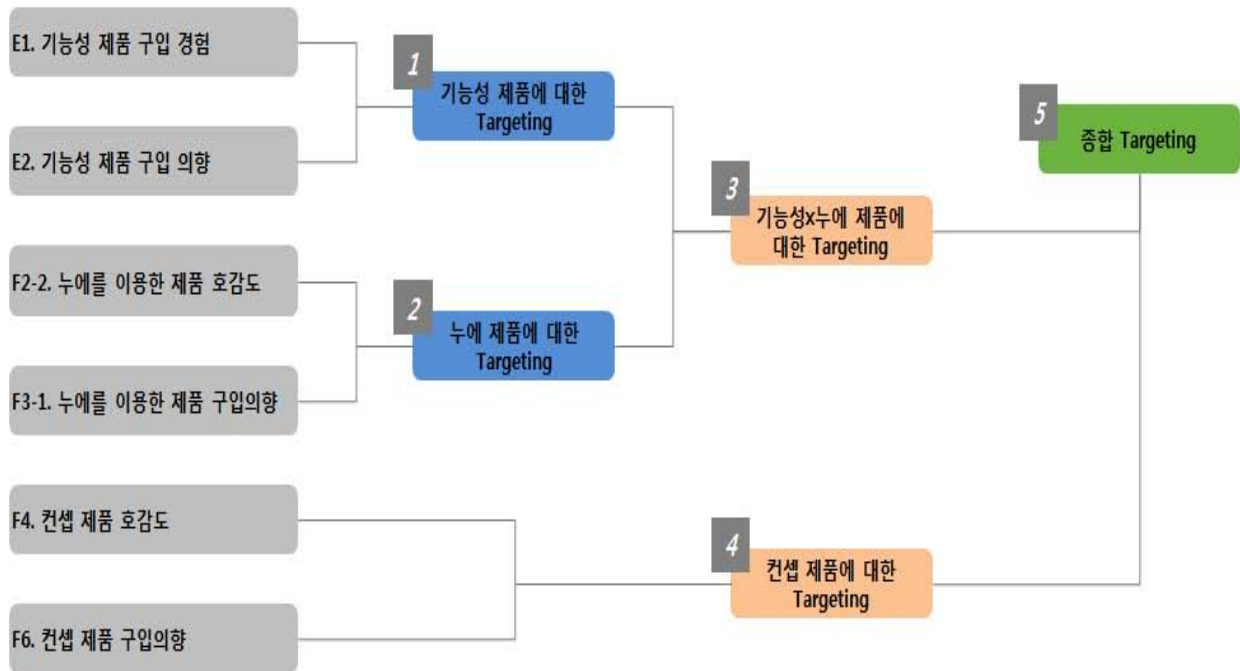 E1. 기능성 제품 구입 경험
E2. 기능성 제품 구입 의향
F2-2. 누에를 이용한 제품 호감도
F3-1. 누에를 이용한 제품 구입의향
F4. 컨셉 제품 호감도
F6. 컨셉 제품 구입의향
1
기능성 제품에 대한
Targeting
2
누에 제품에 대한
Targeting
3
기능성x누에 제품에
대한 Targeting
4
컨셉 제품에 대한
Targeting
5
종합 Targeting